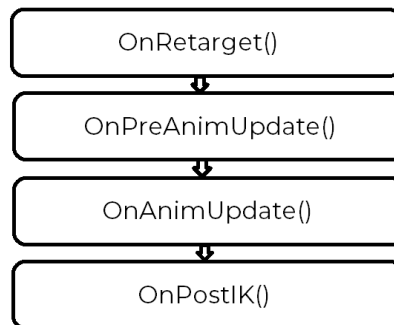 OnRetarget()
OnPreAnimUpdate()
OnAnimUpdate()
OnPostIK()